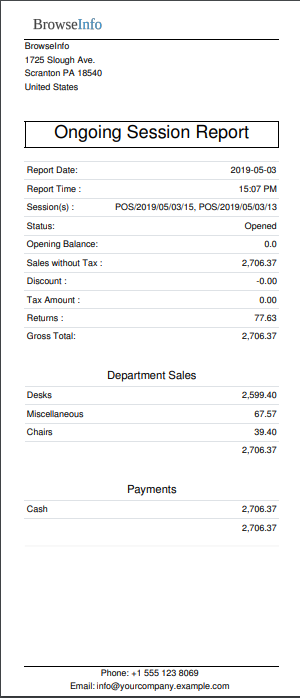 BrowseInfo
BrowseInfo
1725 Slough Ave.
Scranton PA 18540
United States
Ongoing Session Report
Report Date: 2019-05-03
Report Time : 15:07 PM
Session(s) : POS/2019/05/03/15, POS/2019/05/03/13
Status: Opened
Opening Balance: 0.0
Sales without Tax : 2,706.37
Discount : -0.00
Tax Amount : 0.00
Returns : 77.63
Gross Total: 2,706.37
Department Sales
Desks 2,599.40
Miscellaneous 67.57
Chairs 39.40
2,706.37
Payments
Cash 2,706.37
2,706.37
Phone: +1 555 123 8069
Email: info@yourcompany.example.com